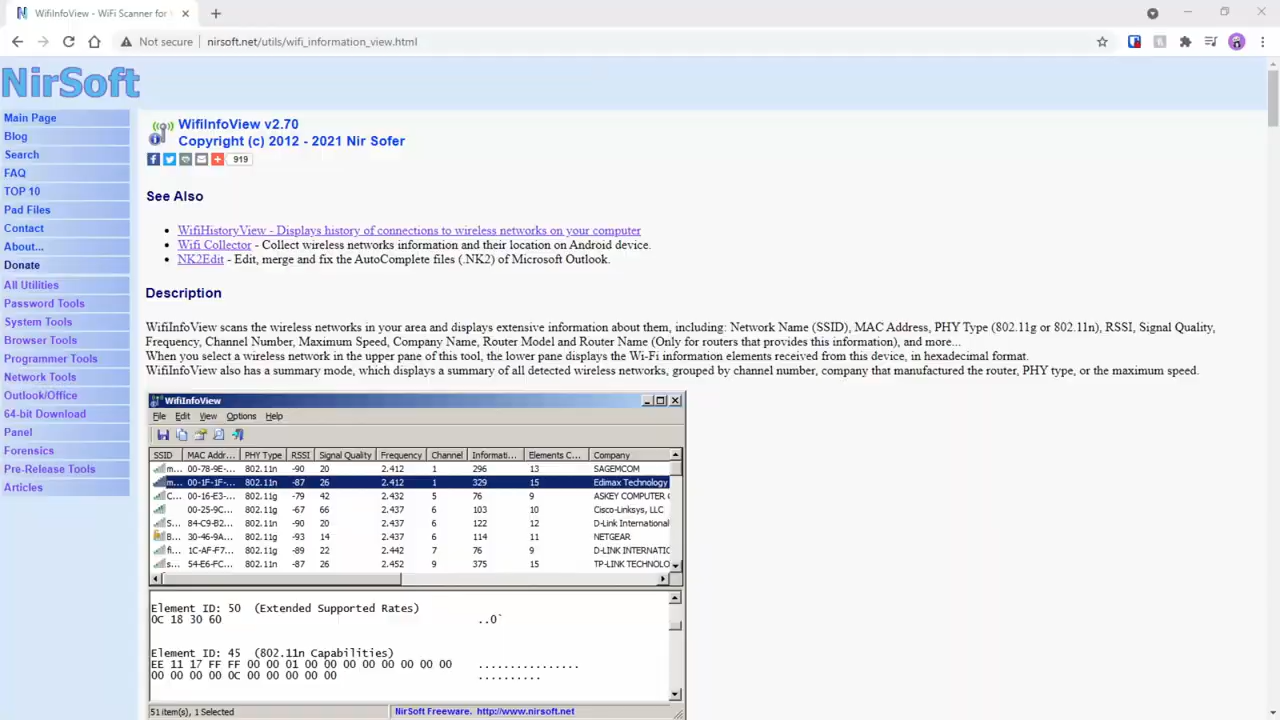 WifiInfoView - WiFi Scanner for
Not secure
nirsoft.net/utils/wifi_information_view.html
NirSoft
Main Page
Blog
Search
FAQ
TOP 10
Pad Files
Contact
About...
Donate
All Utilities
Password Tools
System Tools
Browser Tools
Programmer Tools
Network Tools
Outlook/Office
64-bit Download
Panel
Forensics
Pre-Release Tools
Articles
WifiInfoView v2.70
Copyright (c) 2012 - 2021 Nir Sofer
919
See Also
WifiHistoryView - Displays history of connections to wireless networks on your computer
Wifi Collector - Collect wireless networks information and their location on Android device.
NK2Edit - Edit, merge and fix the AutoComplete files (.NK2) of Microsoft Outlook.
Description
WifiInfoView scans the wireless networks in your area and displays extensive information about them, including: Network Name (SSID), MAC Address, PHY Type (802.11g or 802.11n), RSSI, Signal Quality,
Frequency, Channel Number, Maximum Speed, Company Name, Router Model and Router Name (Only for routers that provides this information), and more...
When you select a wireless network in the upper pane of this tool, the lower pane displays the Wi-Fi information elements received from this device, in hexadecimal format.
WifiInfoView also has a summary mode, which displays a summary of all detected wireless networks, grouped by channel number, company that manufactured the router, PHY type, or the maximum speed.
WifiInfoView
File Edit View Options Help
SSID MAC Addr... PHY Type RSSI Signal Quality Frequency Channel Informati... Elements C... Company
m... 00-78-9E-... 802.11n -90 20 2.412 1 296 13 SAGEMCOM
m... 00-1F-1F-... 802.11n -87 26 2.412 1 329 15 Edimax Technology
C... 00-16-E3-... 802.11g -79 42 2.432 5 76 9 ASKEY COMPUTER C
00-25-9C... 802.11g -67 66 2.437 6 103 10 Cisco-Linksys, LLC
S... 84-C9-B2... 802.11n -90 20 2.437 6 122 12 D-Link International
B... 30-46-9A... 802.11g -93 14 2.437 6 114 11 NETGEAR
fi... 1C-AF-F7... 802.11g -89 22 2.442 7 76 9 D-LINK INTERNATIC
s... 54-E6-FC... 802.11n -87 26 2.452 9 375 15 TP-LINK TECHNOLO
Element ID: 50 (Extended Supported Rates)
0C 18 30 60 ..0`
Element ID: 45 (802.11n Capabilities)
EE 11 17 FF FF 00 00 01 00 00 00 00 00 00 00 00 ................
00 00 00 0C 00 00 00 00 00 ..........
51 item(s), 1 Selected
NirSoft Freeware. http://www.nirsoft.net